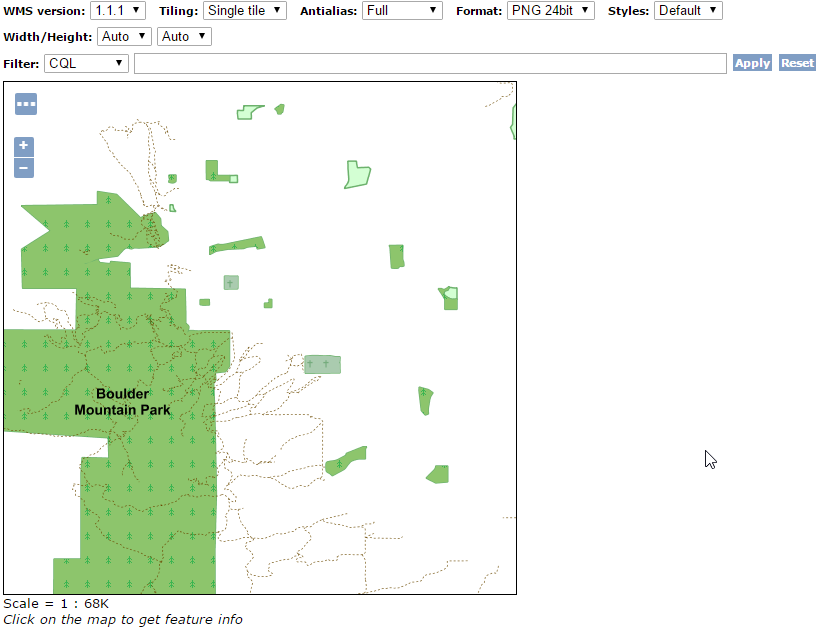 WMS version: 1.1.1 Tiling: Single tile Antialias: Full Format: PNG 24bit Styles: Default
Width/Height: Auto Auto
Filter: CQL Apply Reset
+
−
Boulder
Mountain Park
Scale = 1 : 68K
Click on the map to get feature info